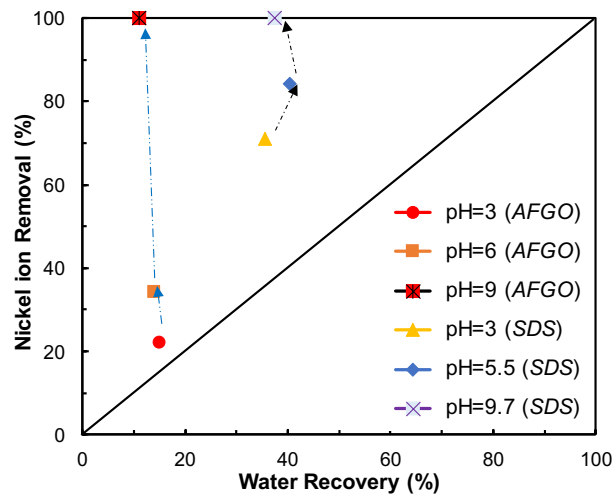 100
80
60
40
20
0
Nickel ion Removal (%)
pH=3 (AFGO)
pH=6 (AFGO)
pH=9 (AFGO)
pH=3 (SDS)
pH=5.5 (SDS)
pH=9.7 (SDS)
0 20 40 60 80 100
Water Recovery (%)